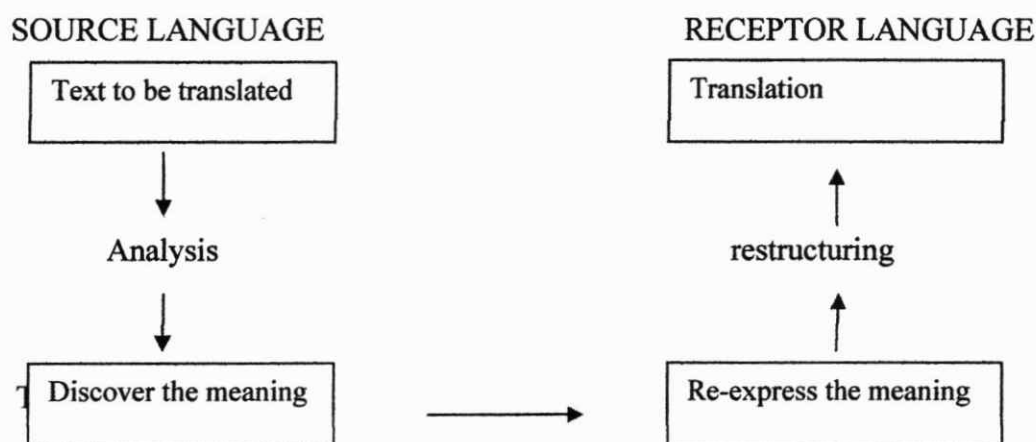 SOURCE LANGUAGE
RECEPTOR LANGUAGE
Text to be translated
Translation
Analysis
restructuring
Discover the meaning
Re-express the meaning